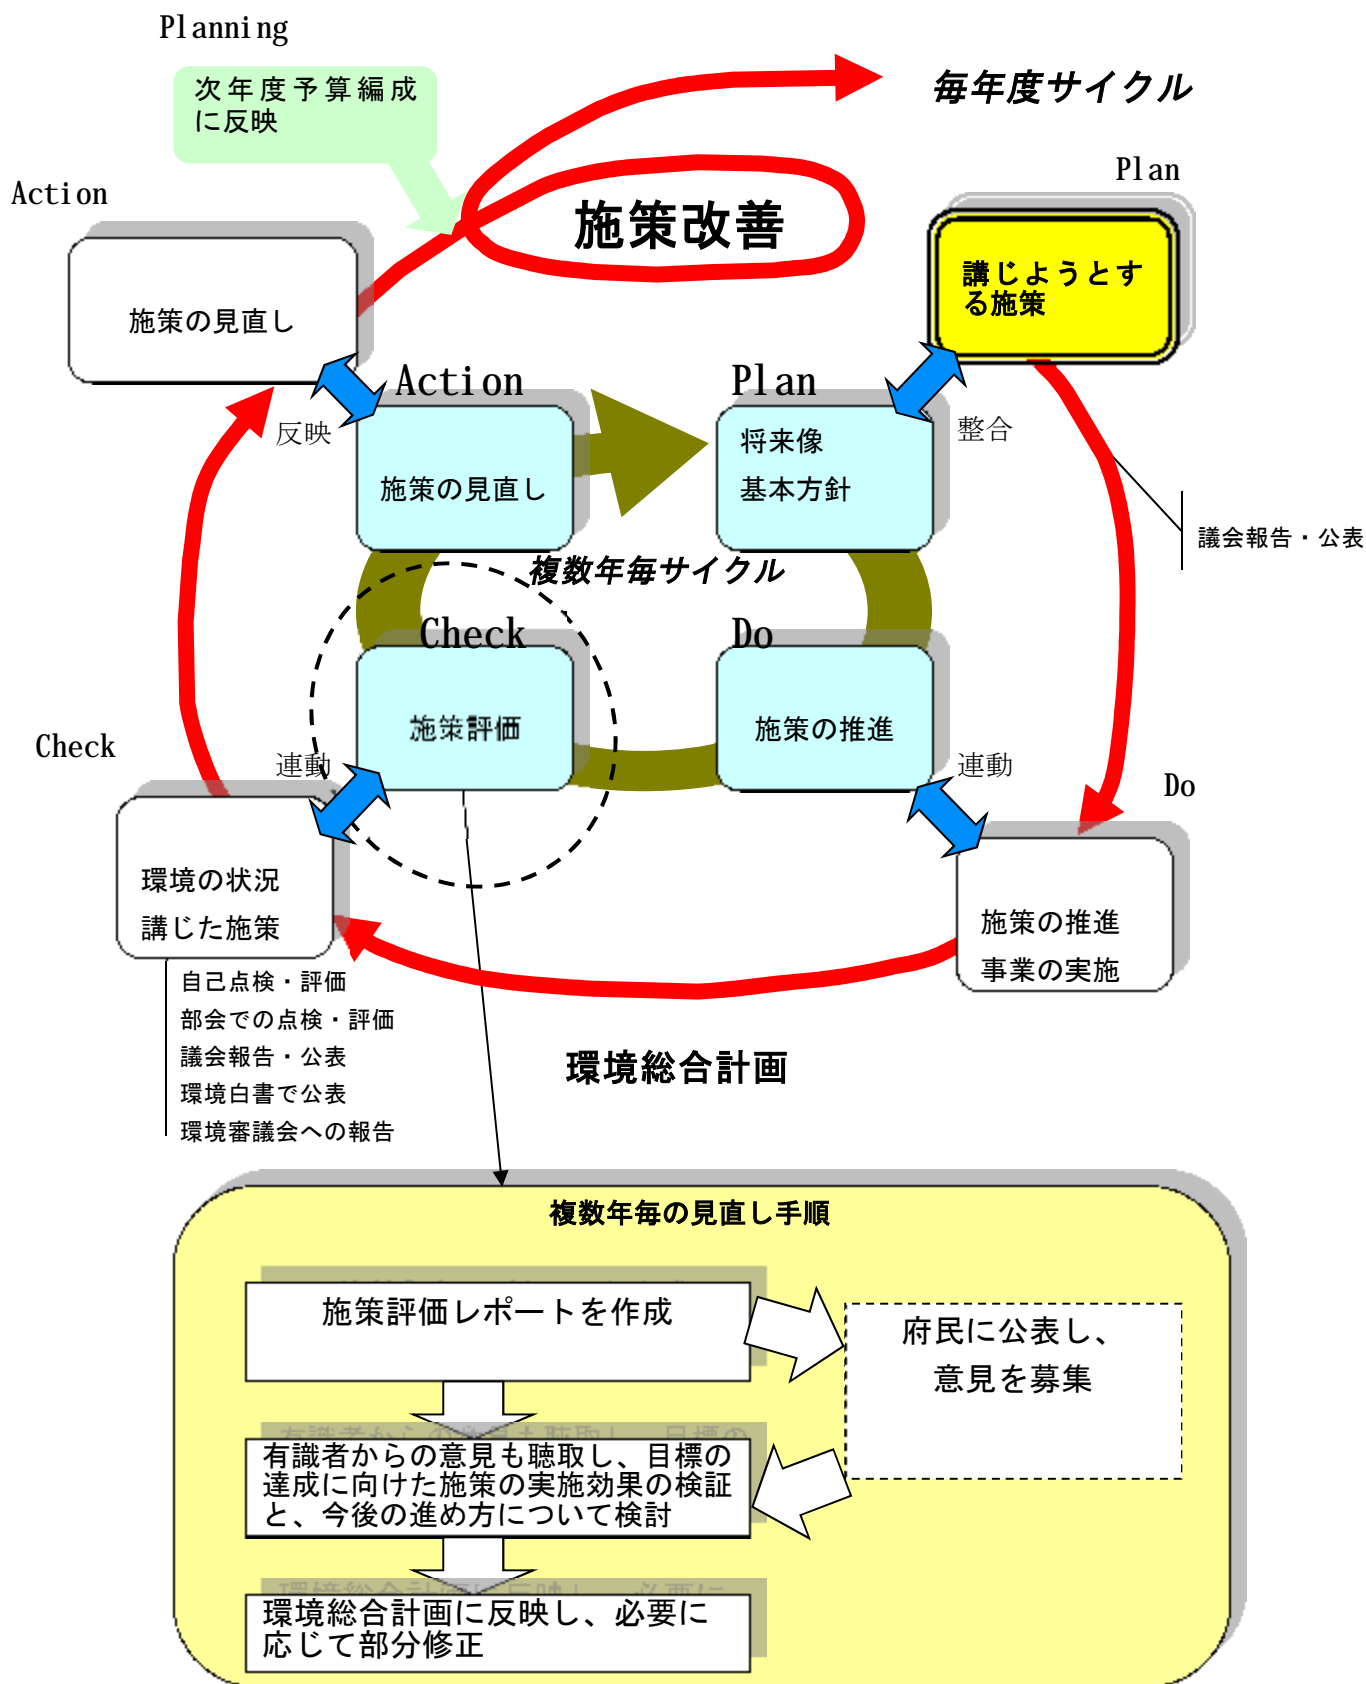 Planning
次年度予算編成
に反映
毎年度サイクル
Plan
Action
施策改善
講じようとす
る施策
施策の見直し
Action
Plan
反映
整合
将来像
基本方針
施策の見直し
議会報告・公表
複数年毎サイクル
Check
Do
施策評価
施策の推進
Check
連動
連動
Do
環境の状況
講じた施策
施策の推進
事業の実施
自己点検・評価
部会での点検・評価
議会報告・公表
環境白書で公表
環境審議会への報告
環境総合計画
複数年毎の見直し手順
施策評価レポートを作成
府民に公表し、
意見を募集
有識者からの意見も聴取し、目標の
達成に向けた施策の実施効果の検証
と、今後の進め方について検討
環境総合計画に反映し、必要に
応じて部分修正